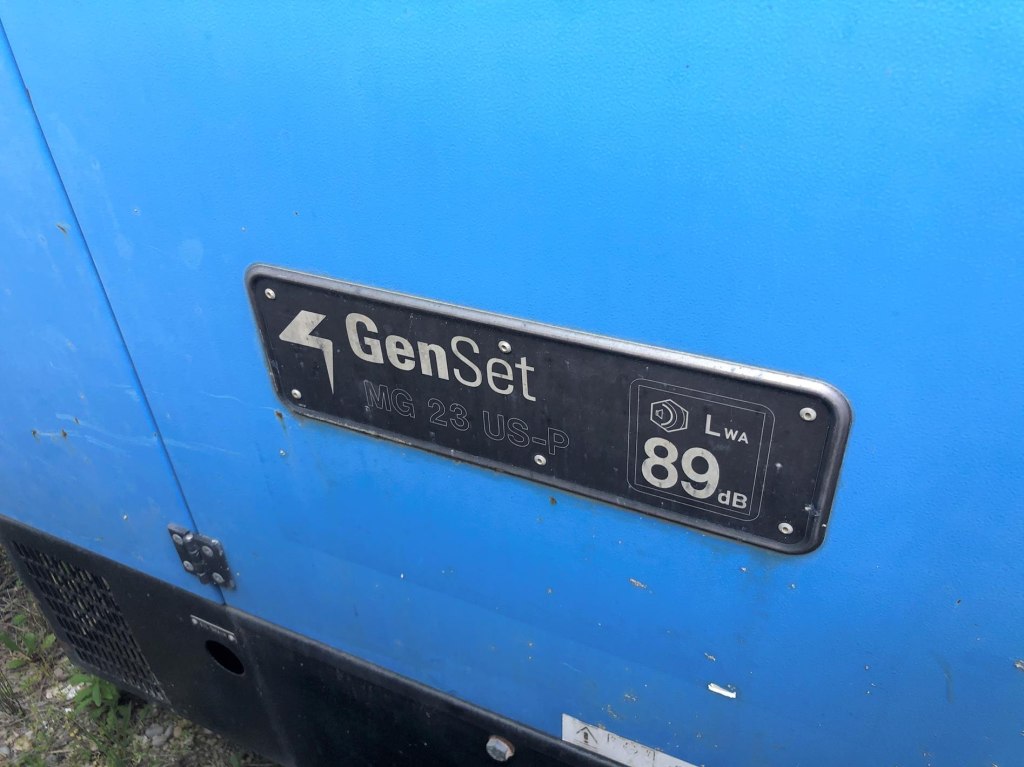 GenSet
MG 23 US-P
LWA
89 dB